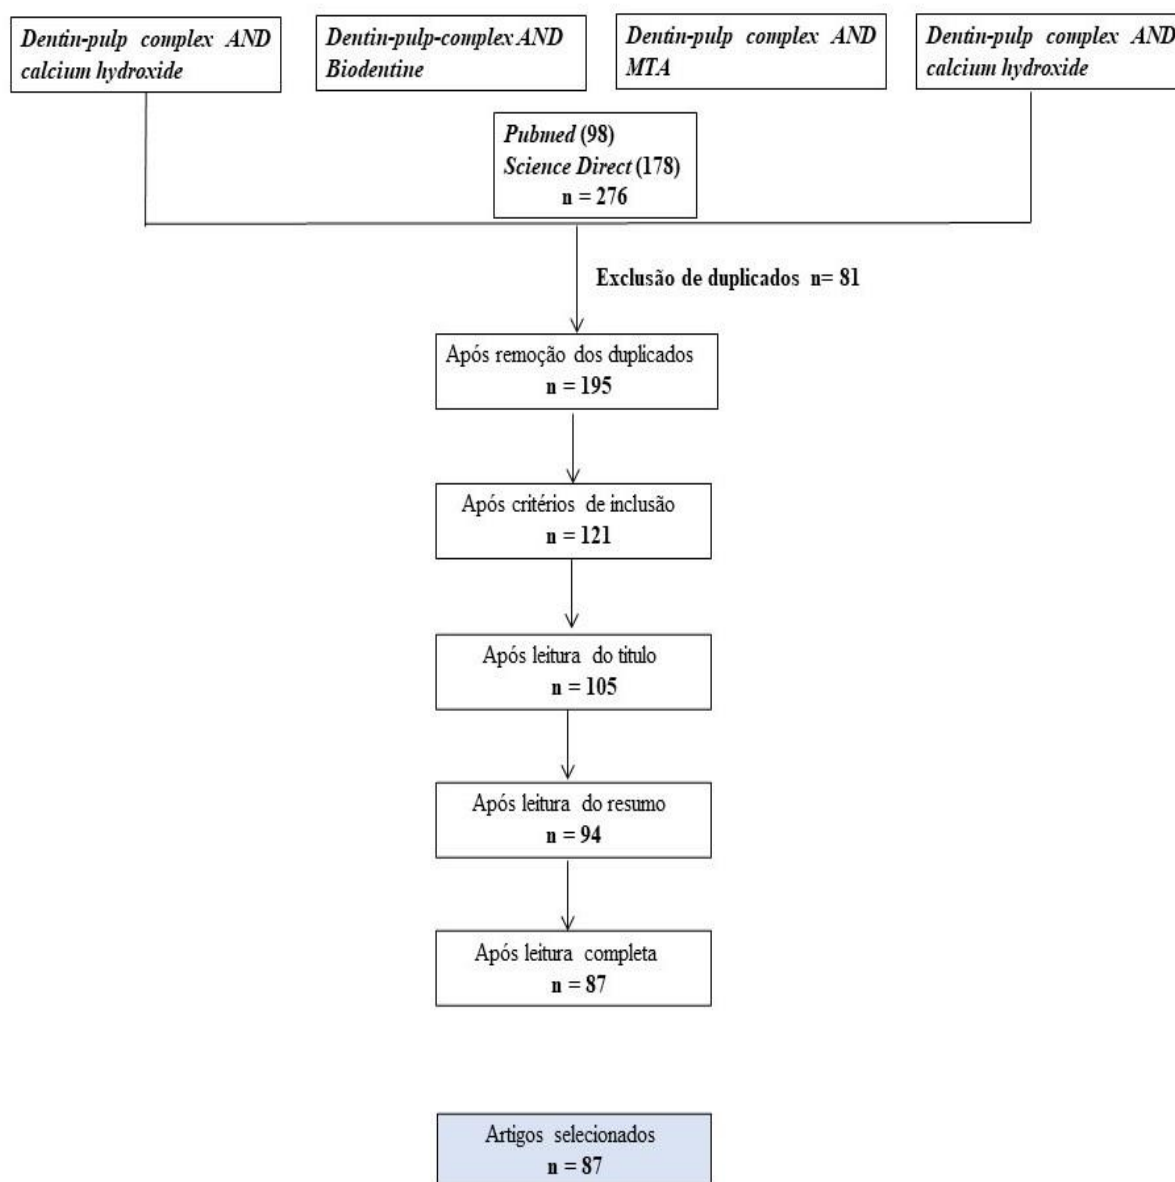 Dentin-pulp complex AND
calcium hydroxide
Dentin-pulp-complex AND
Biodentine
Dentin-pulp complex AND
MTA
Dentin-pulp complex AND
calcium hydroxide
Pubmed (98)
Science Direct (178)
n = 276
Exclusão de duplicados n= 81
Após remoção dos duplicados
n = 195
Após critérios de inclusão
n = 121
Após leitura do titulo
n = 105
Após leitura do resumo
n = 94
Após leitura completa
n = 87
Artigos selecionados
n = 87